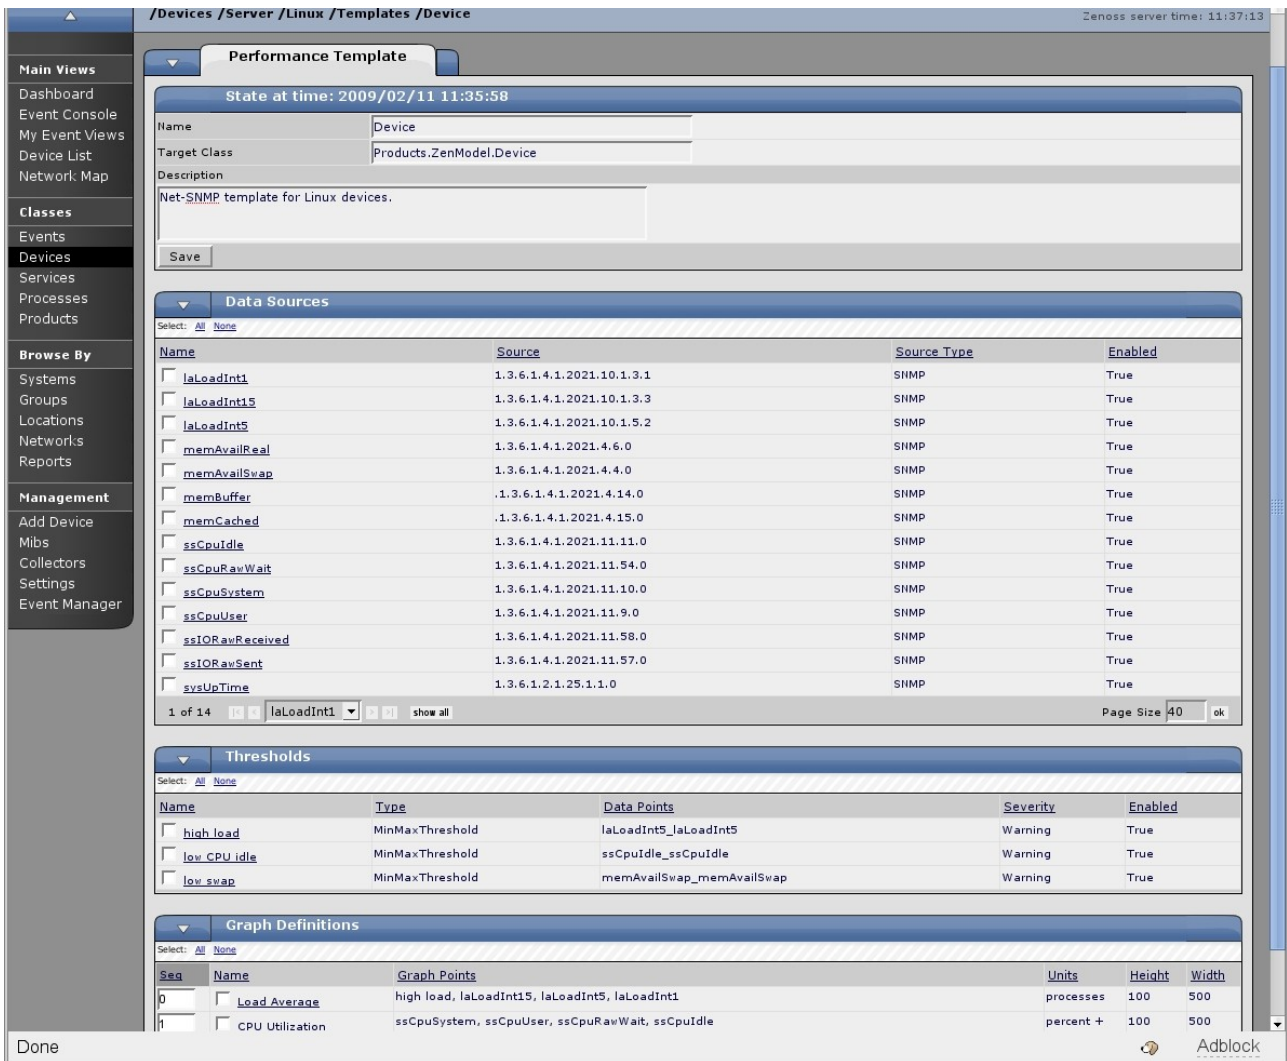 /Devices /Server /Linux /Templates /Device
Zenoss server time: 11:37:13
Main Views
Dashboard
Event Console
My Event Views
Device List
Network Map
Classes
Events
Devices
Services
Processes
Products
Browse By
Systems
Groups
Locations
Networks
Reports
Management
Add Device
Mibs
Collectors
Settings
Event Manager
Performance Template
State at time: 2009/02/11 11:35:58
Name Device
Target Class Products.ZenModel.Device
Description
Net-SNMP template for Linux devices.
Save
Data Sources
Select: All None
Name Source Source Type Enabled
laLoadInt1 1.3.6.1.4.1.2021.10.1.3.1 SNMP True
laLoadInt15 1.3.6.1.4.1.2021.10.1.3.3 SNMP True
laLoadInt5 1.3.6.1.4.1.2021.10.1.5.2 SNMP True
memAvailReal 1.3.6.1.4.1.2021.4.6.0 SNMP True
memAvailSwap 1.3.6.1.4.1.2021.4.4.0 SNMP True
memBuffer .1.3.6.1.4.1.2021.4.14.0 SNMP True
memCached .1.3.6.1.4.1.2021.4.15.0 SNMP True
ssCpuIdle 1.3.6.1.4.1.2021.11.11.0 SNMP True
ssCpuRawWait 1.3.6.1.4.1.2021.11.54.0 SNMP True
ssCpuSystem 1.3.6.1.4.1.2021.11.10.0 SNMP True
ssCpuUser 1.3.6.1.4.1.2021.11.9.0 SNMP True
ssIORawReceived 1.3.6.1.4.1.2021.11.58.0 SNMP True
ssIORawSent 1.3.6.1.4.1.2021.11.57.0 SNMP True
sysUpTime 1.3.6.1.2.1.25.1.1.0 SNMP True
1 of 14 |< < laLoadInt1 > >| show all Page Size 40 ok
Thresholds
Select: All None
Name Type Data Points Severity Enabled
high load MinMaxThreshold laLoadInt5_laLoadInt5 Warning True
low CPU idle MinMaxThreshold ssCpuIdle_ssCpuIdle Warning True
low swap MinMaxThreshold memAvailSwap_memAvailSwap Warning True
Graph Definitions
Select: All None
Seq Name Graph Points Units Height Width
0 Load Average high load, laLoadInt15, laLoadInt5, laLoadInt1 processes 100 500
1 CPU Utilization ssCpuSystem, ssCpuUser, ssCpuRawWait, ssCpuIdle percent + 100 500
Done
Adblock